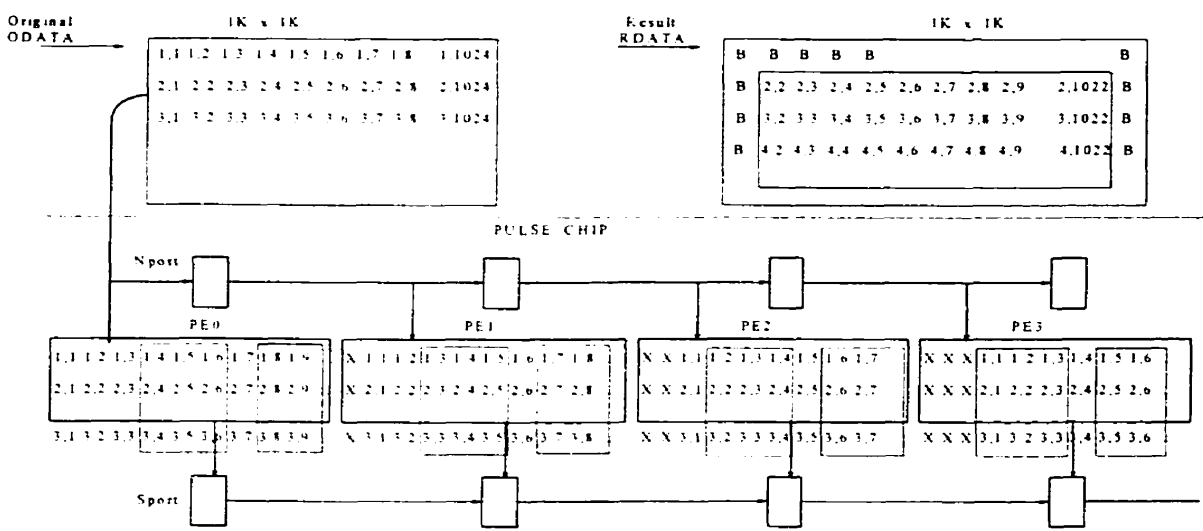 Original 1K x 1K
ODATA
1,1 1,2 1,3 1,4 1,5 1,6 1,7 1,8 1,1024
2,1 2,2 2,3 2,4 2,5 2,6 2,7 2,8 2,1024
3,1 3,2 3,3 3,4 3,5 3,6 3,7 3,8 3,1024
Result 1K x 1K
RDATA
B B B B B B
B 2,2 2,3 2,4 2,5 2,6 2,7 2,8 2,9 2,1022 B
B 3,2 3,3 3,4 3,5 3,6 3,7 3,8 3,9 3,1022 B
B 4,2 4,3 4,4 4,5 4,6 4,7 4,8 4,9 4,1022 B
PULSE CHIP
Nport
PE0
1,1 1,2 1,3 1,4 1,5 1,6 1,7 1,8 1,9
2,1 2,2 2,3 2,4 2,5 2,6 2,7 2,8 2,9
3,1 3,2 3,3 3,4 3,5 3,6 3,7 3,8 3,9
PE1
X 1,1 1,2 1,3 1,4 1,5 1,6 1,7 1,8
X 2,1 2,2 2,3 2,4 2,5 2,6 2,7 2,8
X 3,1 3,2 3,3 3,4 3,5 3,6 3,7 3,8
PE2
X X 1,1 1,2 1,3 1,4 1,5 1,6 1,7
X X 2,1 2,2 2,3 2,4 2,5 2,6 2,7
X X 3,1 3,2 3,3 3,4 3,5 3,6 3,7
PE3
X X X 1,1 1,2 1,3 1,4 1,5 1,6
X X X 2,1 2,2 2,3 2,4 2,5 2,6
X X X 3,1 3,2 3,3 3,4 3,5 3,6
Sport